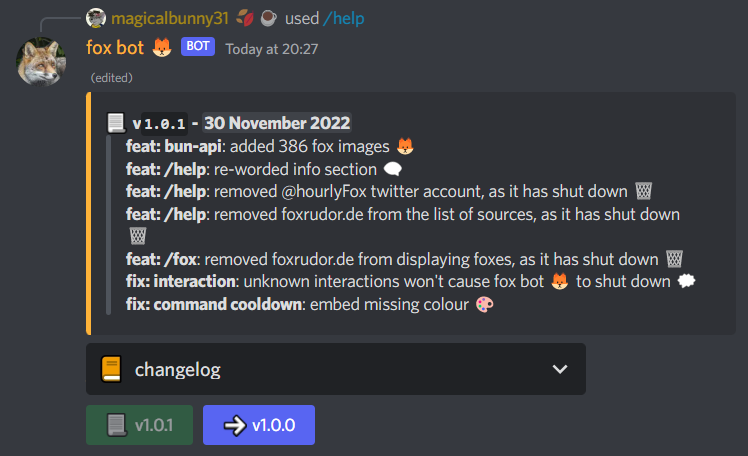 magicalbunny31 🍂 ☕ used /help
fox bot 🦊 BOT Today at 20:27
(edited)
📃 v1.0.1 - 30 November 2022
feat: bun-api: added 386 fox images 🦊
feat: /help: re-worded info section 🗨️
feat: /help: removed @hourlyFox twitter account, as it has shut down 🗑️
feat: /help: removed foxrudor.de from the list of sources, as it has shut down
🗑️
feat: /fox: removed foxrudor.de from displaying foxes, as it has shut down 🗑️
fix: interaction: unknown interactions won't cause fox bot 🦊 to shut down 💭
fix: command cooldown: embed missing colour 🎨
📙 changelog
📃 v1.0.1
➡ v1.0.0